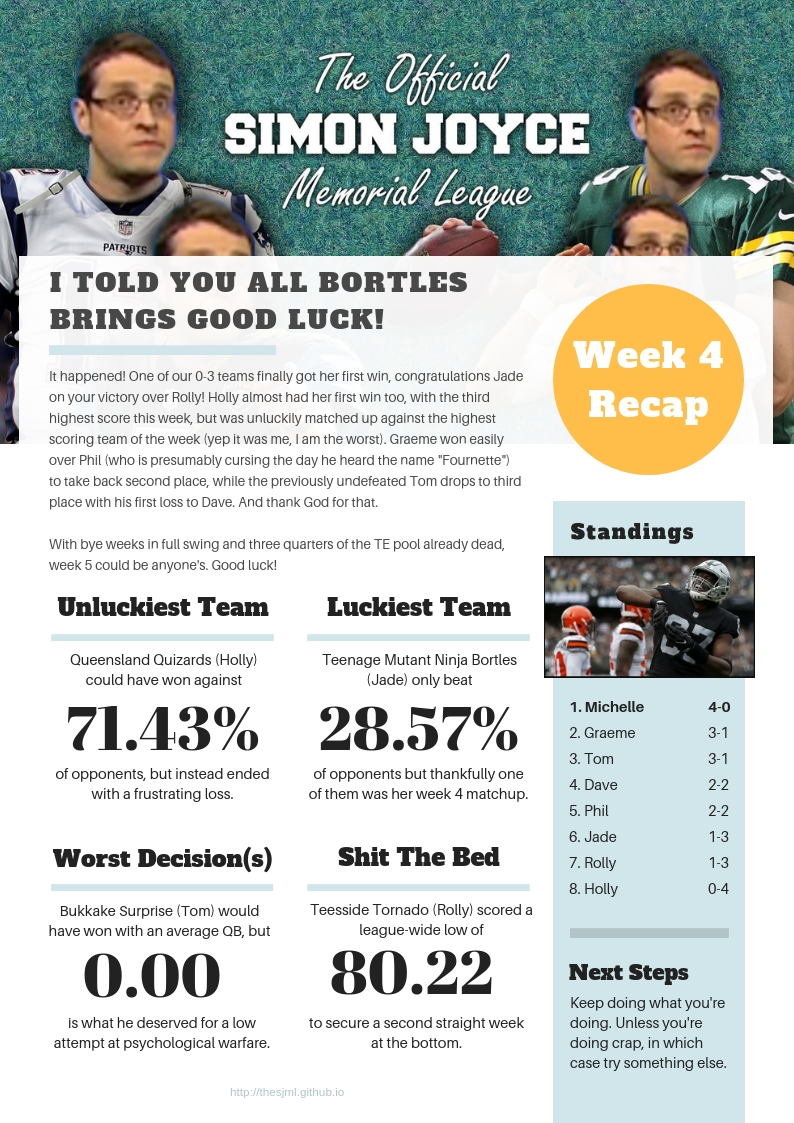 The Official
SIMON JOYCE
Memorial League
PATRIOTS
I TOLD YOU ALL BORTLES
BRINGS GOOD LUCK!
Week 4
Recap
It happened! One of our 0-3 teams finally got her first win, congratulations Jade
on your victory over Rolly! Holly almost had her first win too, with the third
highest score this week, but was unluckily matched up against the highest
scoring team of the week (yep it was me, I am the worst). Graeme won easily
over Phil (who is presumably cursing the day he heard the name "Fournette")
to take back second place, while the previously undefeated Tom drops to third
place with his first loss to Dave. And thank God for that.
With bye weeks in full swing and three quarters of the TE pool already dead,
week 5 could be anyone's. Good luck!
Unluckiest Team
Queensland Quizards (Holly)
could have won against
71.43%
of opponents, but instead ended
with a frustrating loss.
Luckiest Team
Teenage Mutant Ninja Bortles
(Jade) only beat
28.57%
of opponents but thankfully one
of them was her week 4 matchup.
Worst Decision(s)
Bukkake Surprise (Tom) would
have won with an average QB, but
0.00
is what he deserved for a low
attempt at psychological warfare.
Shit The Bed
Teesside Tornado (Rolly) scored a
league-wide low of
80.22
to secure a second straight week
at the bottom.
Standings
1. Michelle 4-0
2. Graeme 3-1
3. Tom 3-1
4. Dave 2-2
5. Phil 2-2
6. Jade 1-3
7. Rolly 1-3
8. Holly 0-4
Next Steps
Keep doing what you're
doing. Unless you're
doing crap, in which
case try something else.
http://thesjml.github.io